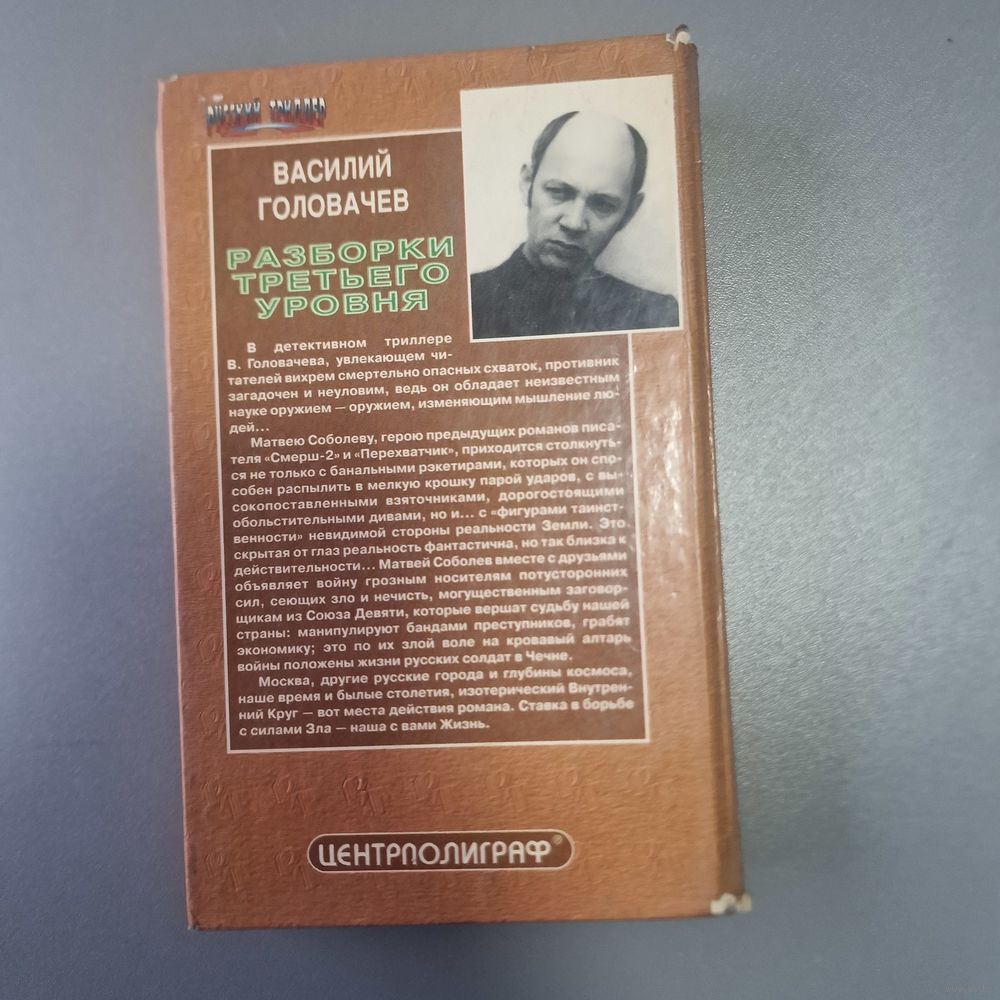 РУССКИЙ ТРИЛЛЕР
ВАСИЛИЙ
ГОЛОВАЧЕВ
РАЗБОРКИ
ТРЕТЬЕГО
УРОВНЯ
В детективном триллере
В. Головачева, увлекающем чи-
тателей вихрем смертельно опасных схваток, противник
загадочен и неуловим, ведь он обладает неизвестным
науке оружием — оружием, изменяющим мышление лю-
дей...
Матвею Соболеву, герою предыдущих романов писа-
теля «Смерш-2» и «Перехватчик», приходится столкнуть-
ся не только с банальными рэкетирами, которых он спо-
собен распылить в мелкую крошку парой ударов, с вы-
сокопоставленными взяточниками, дорогостоящими
обольстительными дивами, но и... с «фигурами таинст-
венности» невидимой стороны реальности Земли. Это
скрытая от глаз реальность фантастична, но так близка к
действительности... Матвей Соболев вместе с друзьями
объявляет войну грозным носителям потусторонних
сил, сеющих зло и нечисть, могущественным заговор-
щикам из Союза Девяти, которые вершат судьбу нашей
страны: манипулируют бандами преступников, грабят
экономику; это по их злой воле на кровавый алтарь
войны положены жизни русских солдат в Чечне.
Москва, другие русские города и глубины космоса,
наше время и былые столетия, изотерический Внутрен-
ний Круг — вот места действия романа. Ставка в борьбе
с силами Зла — наша с вами Жизнь.
ЦЕНТРПОЛИГРАФ®